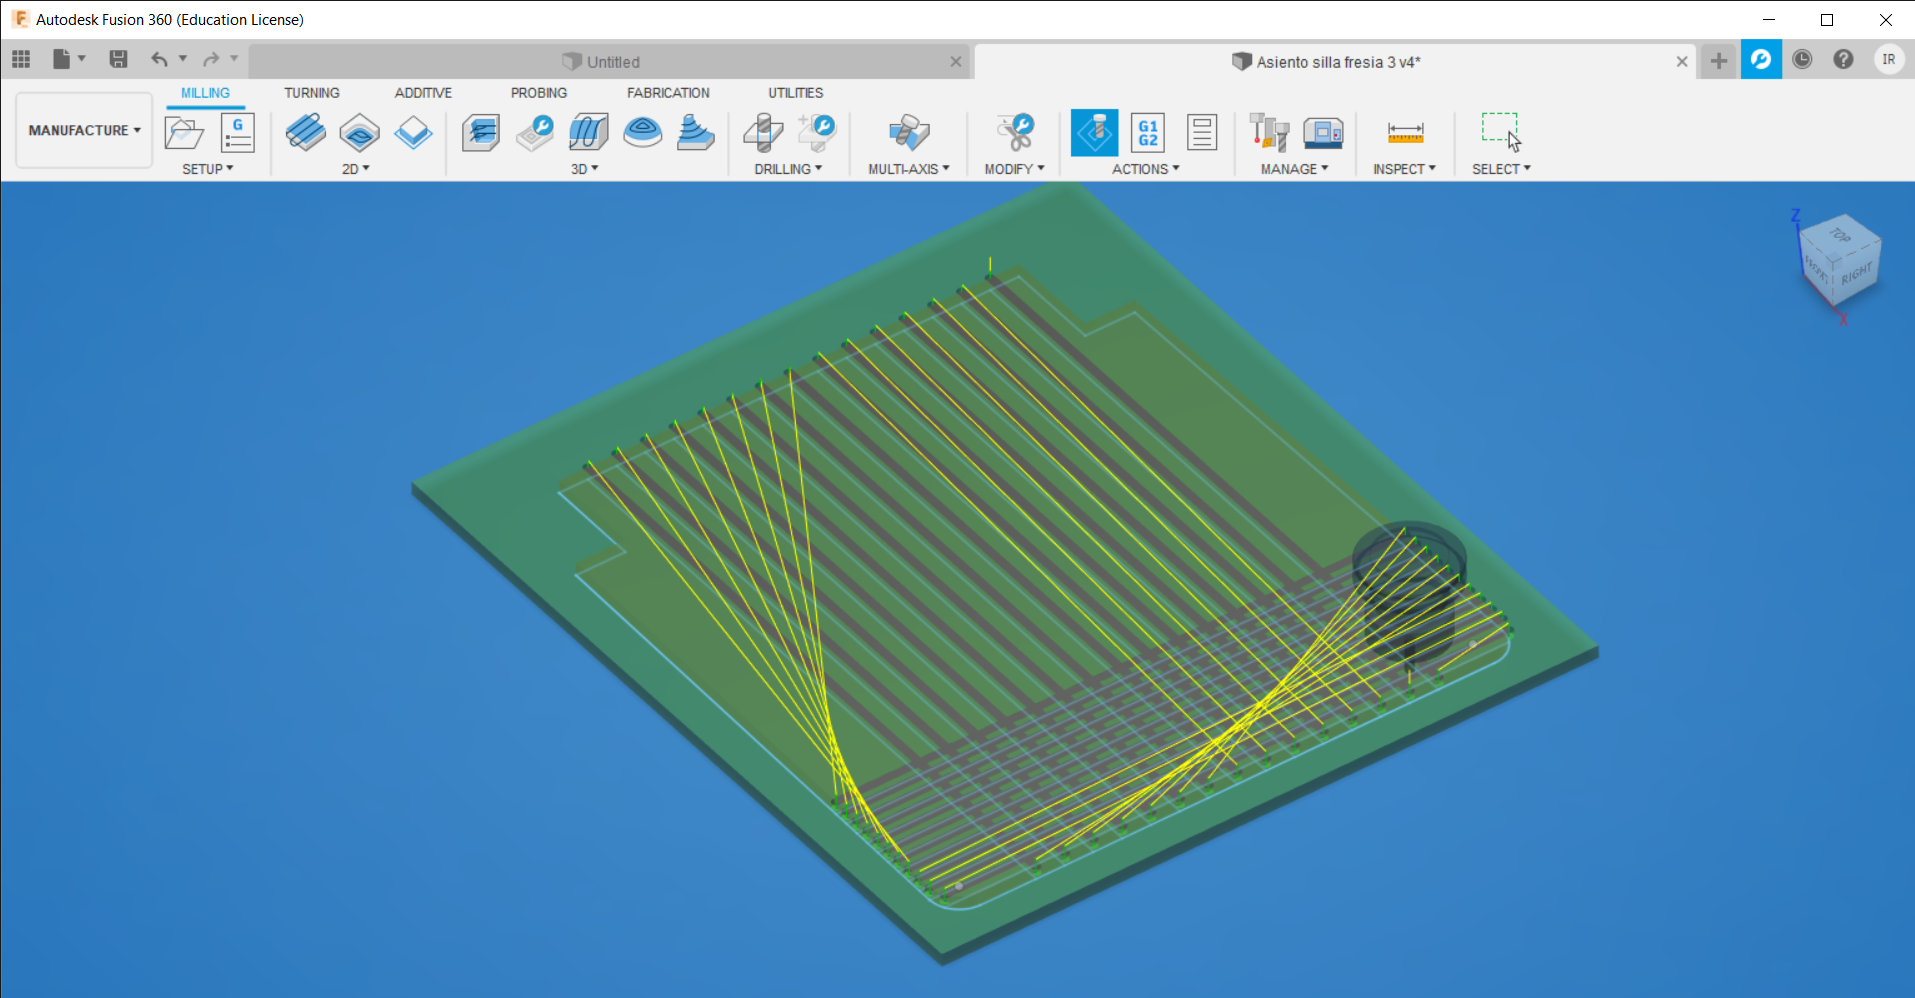 Autodesk Fusion 360 (Education License)
Untitled
Asiento silla fresia 3 v4*
IR
MILLING TURNING ADDITIVE PROBING FABRICATION UTILITIES
MANUFACTURE
G
G1
G2
SETUP 2D 3D DRILLING MULTI-AXIS MODIFY ACTIONS MANAGE INSPECT SELECT
Z
TOP
FRONT
RIGHT
X